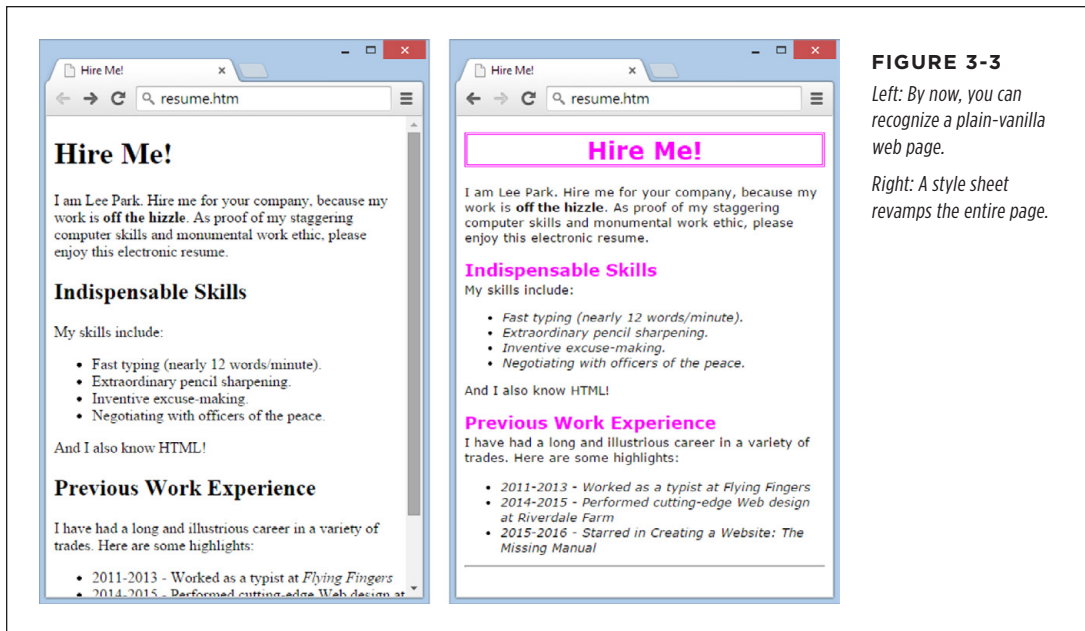 Hire Me!
resume.htm
Hire Me!
I am Lee Park. Hire me for your company, because my
work is off the hizzle. As proof of my staggering
computer skills and monumental work ethic, please
enjoy this electronic resume.
Indispensable Skills
My skills include:
• Fast typing (nearly 12 words/minute).
• Extraordinary pencil sharpening.
• Inventive excuse-making.
• Negotiating with officers of the peace.
And I also know HTML!
Previous Work Experience
I have had a long and illustrious career in a variety of
trades. Here are some highlights:
• 2011-2013 - Worked as a typist at Flying Fingers
• 2014-2015 - Performed cutting-edge Web design at
Hire Me!
resume.htm
Hire Me!
I am Lee Park. Hire me for your company, because my
work is off the hizzle. As proof of my staggering
computer skills and monumental work ethic, please
enjoy this electronic resume.
Indispensable Skills
My skills include:
• Fast typing (nearly 12 words/minute).
• Extraordinary pencil sharpening.
• Inventive excuse-making.
• Negotiating with officers of the peace.
And I also know HTML!
Previous Work Experience
I have had a long and illustrious career in a variety of
trades. Here are some highlights:
• 2011-2013 - Worked as a typist at Flying Fingers
• 2014-2015 - Performed cutting-edge Web design
at Riverdale Farm
• 2015-2016 - Starred in Creating a Website: The
Missing Manual
FIGURE 3-3
Left: By now, you can
recognize a plain-vanilla
web page.
Right: A style sheet
revamps the entire page.